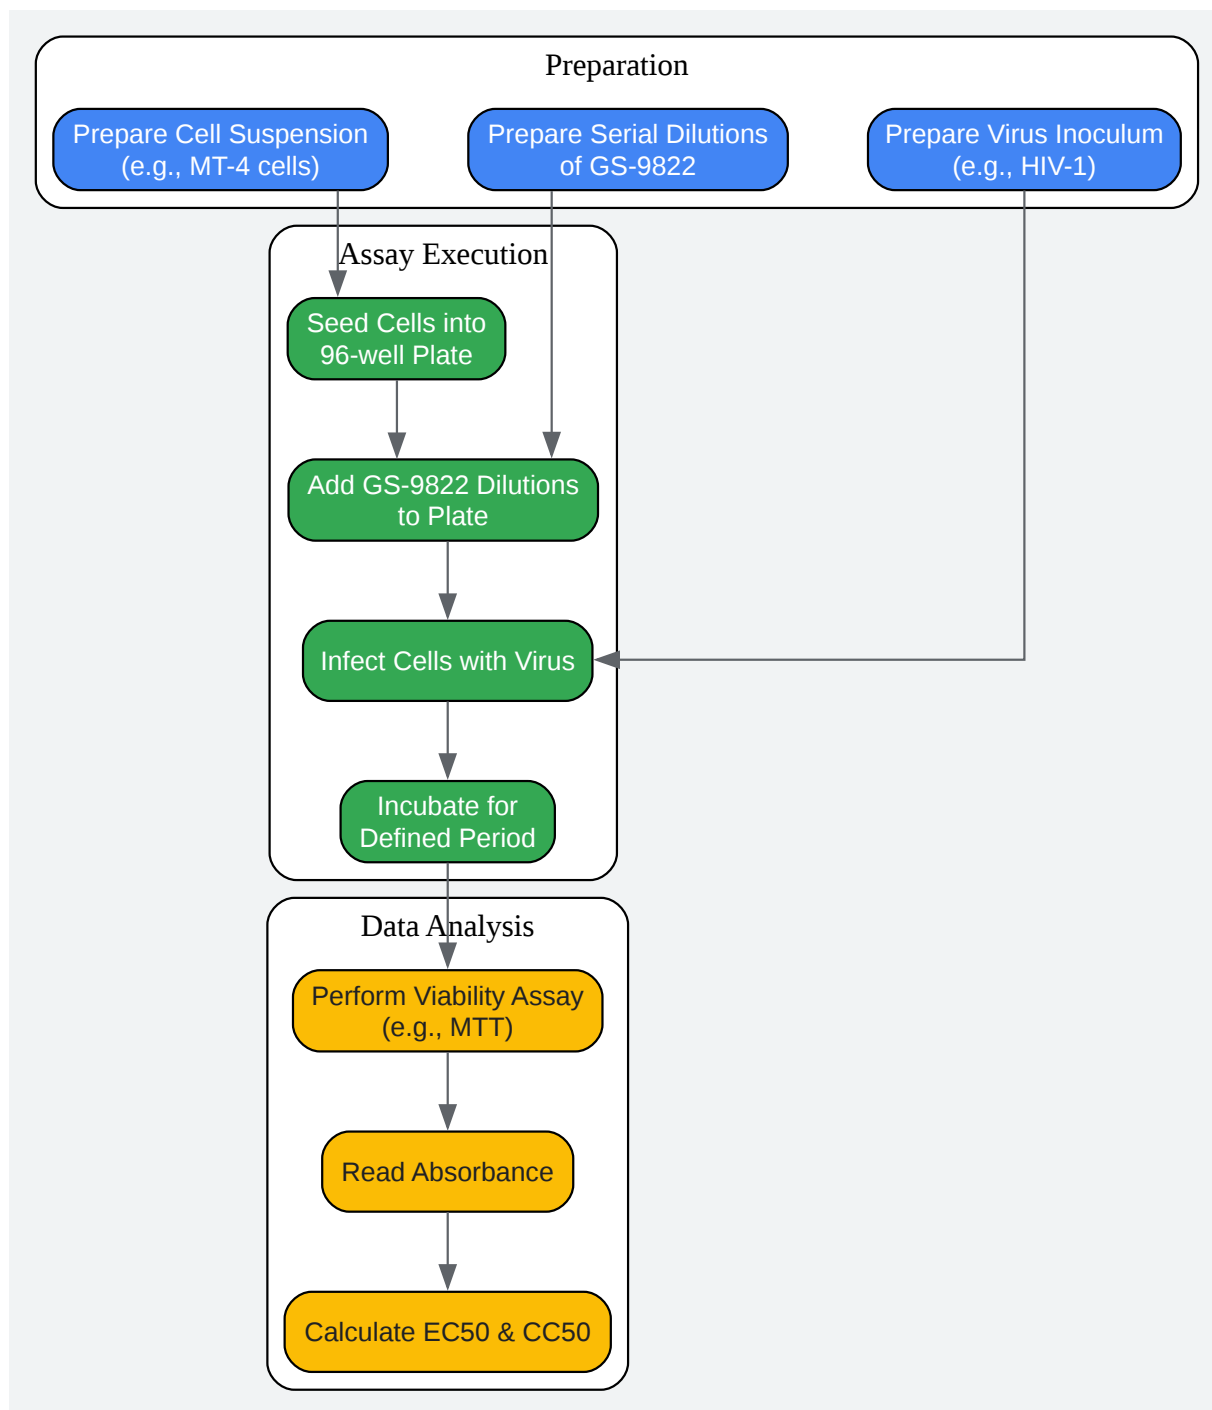 Preparation
Prepare Cell Suspension
(e.g., MT-4 cells)
Prepare Serial Dilutions
of GS-9822
Prepare Virus Inoculum
(e.g., HIV-1)
Assay Execution
Seed Cells into
96-well Plate
Add GS-9822 Dilutions
to Plate
Infect Cells with Virus
Incubate for
Defined Period
Data Analysis
Perform Viability Assay
(e.g., MTT)
Read Absorbance
Calculate EC50 & CC50